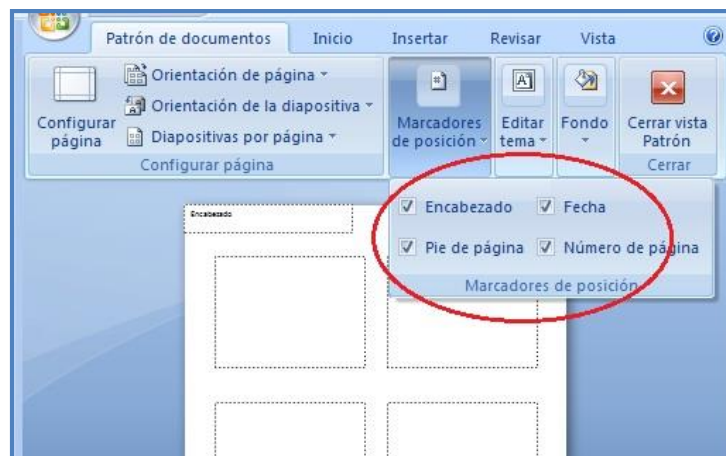 Patrón de documentos Inicio Insertar Revisar Vista
Orientación de página
Orientación de la diapositiva
Diapositivas por página
Configurar página
Configurar página
Marcadores de posición
Editar tema
Fondo
Cerrar vista Patrón
Cerrar
Encabezado Fecha
Pie de página Número de página
Marcadores de posición
Encabezado